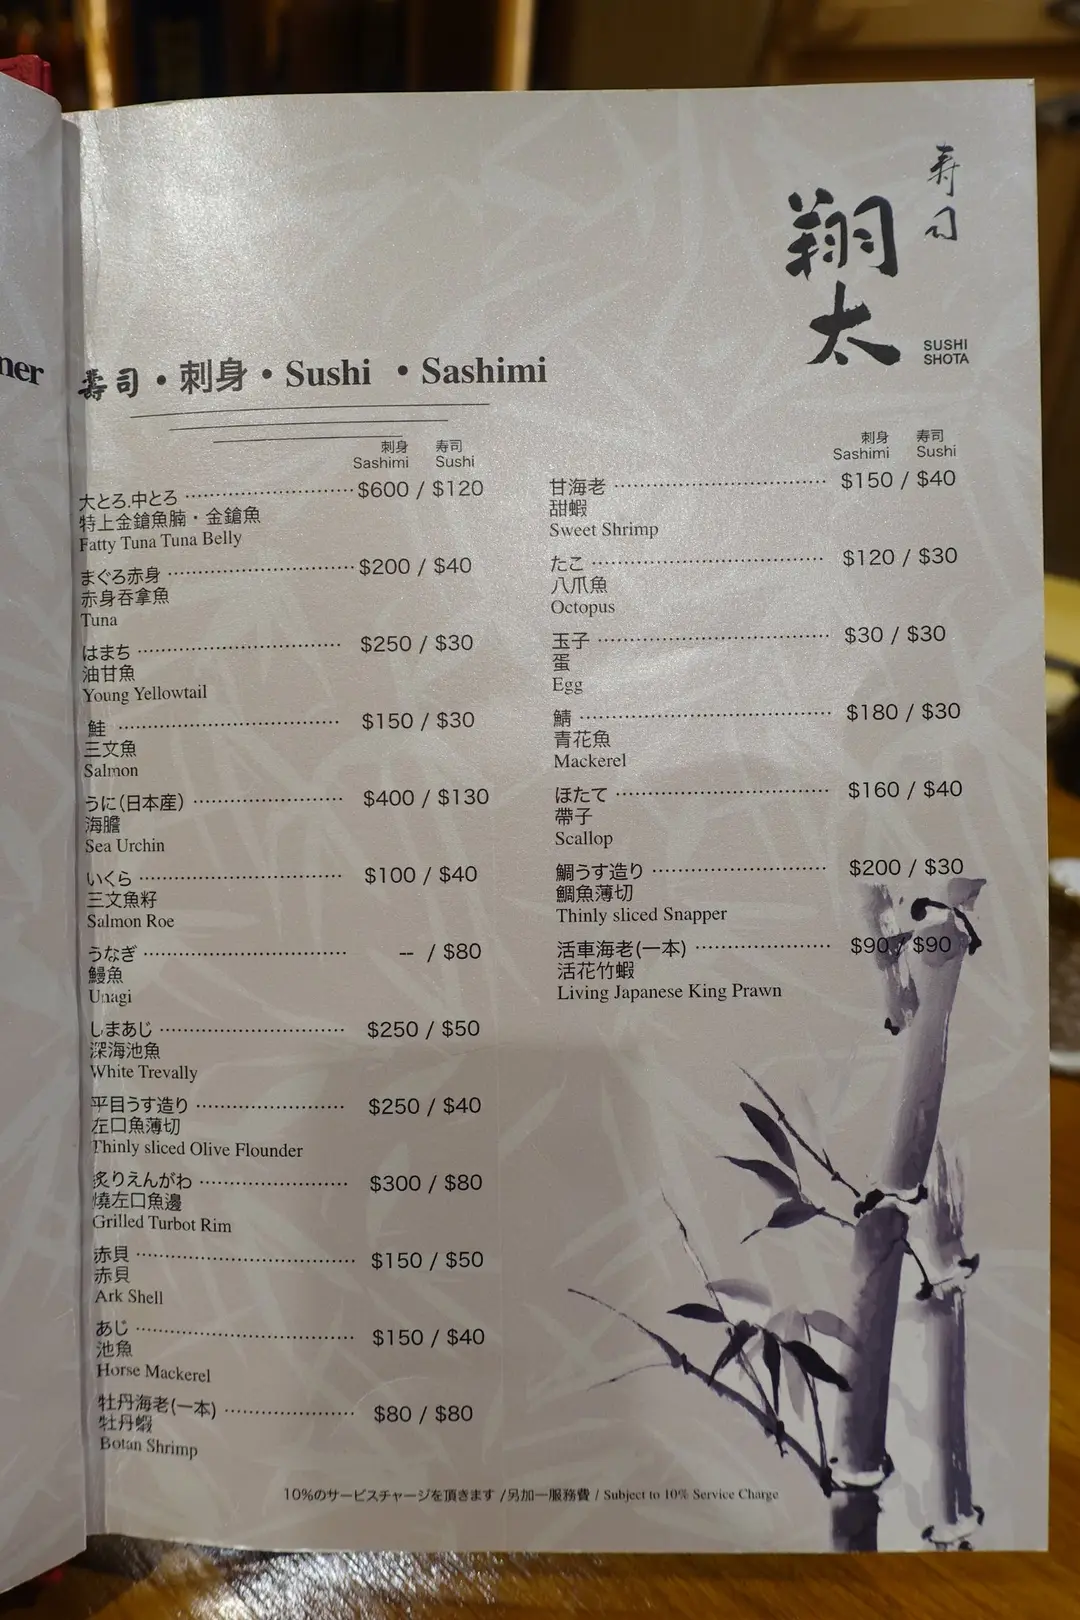 ner
寿司
翔太
SUSHI
SHOTA
壽司・刺身・Sushi・Sashimi
刺身 寿司
Sashimi Sushi
大とろ.中とろ $600 / $120
特上金鎗魚腩・金鎗魚
Fatty Tuna Tuna Belly
まぐろ赤身 $200 / $40
赤身吞拿魚
Tuna
はまち $250 / $30
油甘魚
Young Yellowtail
鮭 $150 / $30
三文魚
Salmon
うに(日本産) $400 / $130
海膽
Sea Urchin
いくら $100 / $40
三文魚籽
Salmon Roe
うなぎ -- / $80
鰻魚
Unagi
しまあじ $250 / $50
深海池魚
White Trevally
平目うす造り $250 / $40
左口魚薄切
Thinly sliced Olive Flounder
炙りえんがわ $300 / $80
燒左口魚邊
Grilled Turbot Rim
赤貝 $150 / $50
赤貝
Ark Shell
あじ $150 / $40
池魚
Horse Mackerel
牡丹海老(一本) $80 / $80
牡丹蝦
Botan Shrimp
刺身 寿司
Sashimi Sushi
甘海老 $150 / $40
甜蝦
Sweet Shrimp
たこ $120 / $30
八爪魚
Octopus
玉子 $30 / $30
蛋
Egg
鯖 $180 / $30
青花魚
Mackerel
ほたて $160 / $40
帶子
Scallop
鯛うす造り $200 / $30
鯛魚薄切
Thinly sliced Snapper
活車海老(一本) $90 / $90
活花竹蝦
Living Japanese King Prawn
10%のサービスチャージを頂きます /另加一服務費 / Subject to 10% Service Charge